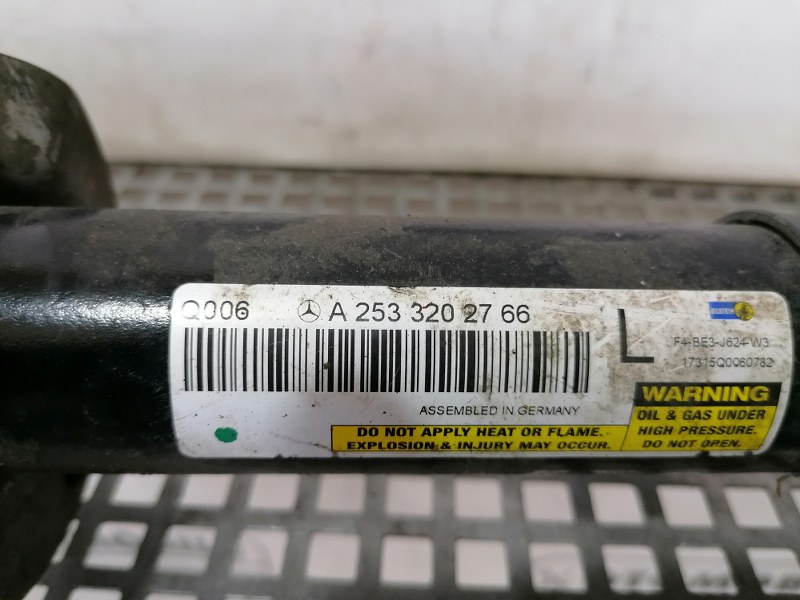 Q006 A 253 320 27 66
L
BILSTEIN
F4-BE3-J624-W3
17315Q0060782
ASSEMBLED IN GERMANY
WARNING
OIL & GAS UNDER
HIGH PRESSURE.
DO NOT OPEN.
DO NOT APPLY HEAT OR FLAME.
EXPLOSION & INJURY MAY OCCUR.